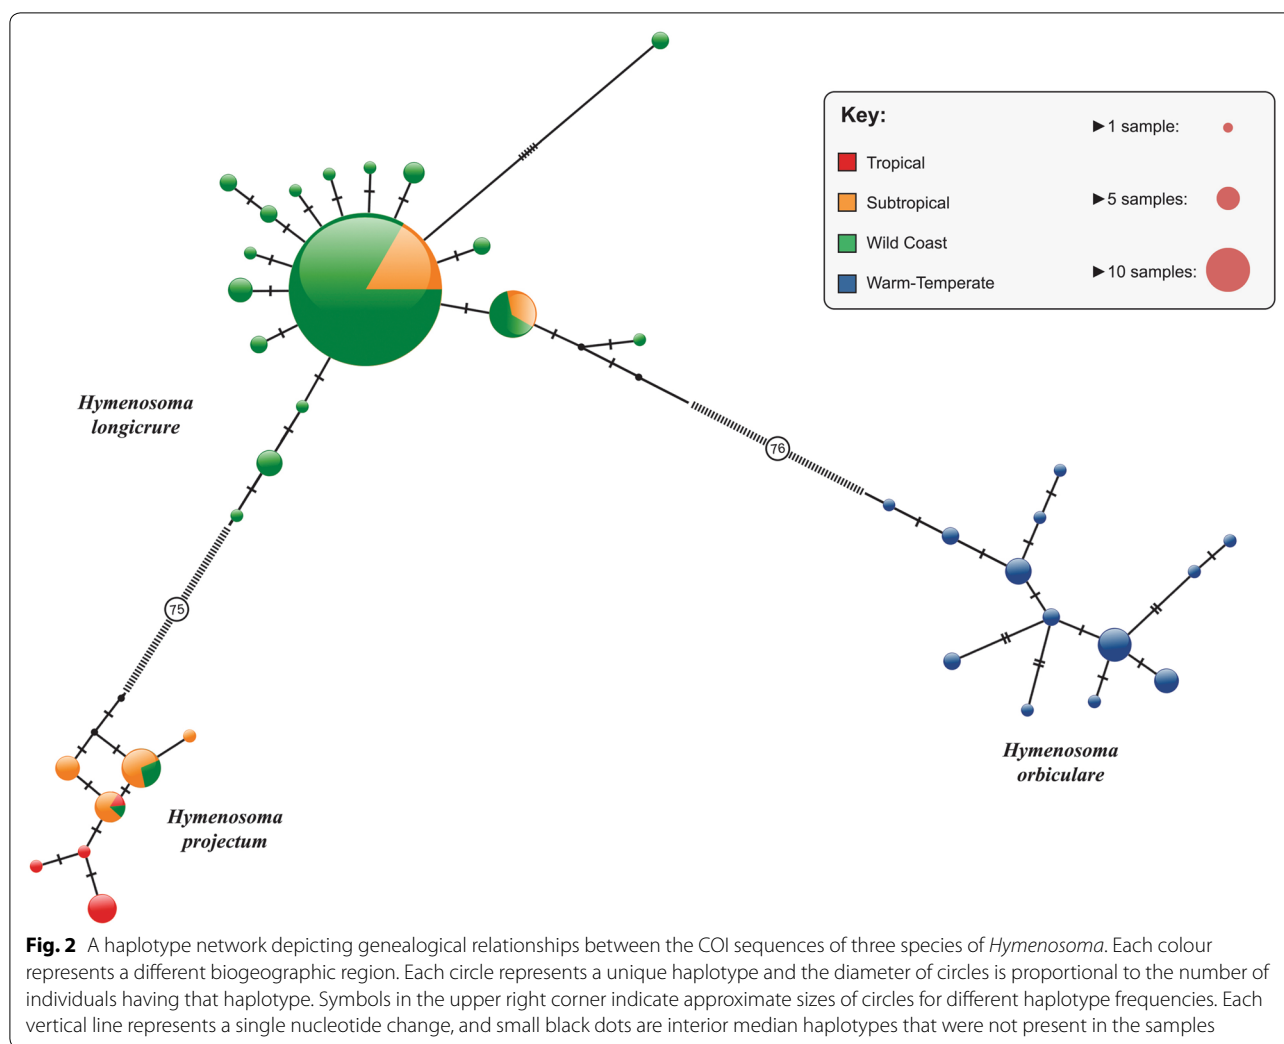 Key:
Tropical
Subtropical
Wild Coast
Warm-Temperate
▶1 sample:
▶5 samples:
▶10 samples:
Hymenosoma
longicrure
76
75
Hymenosoma
orbiculare
Hymenosoma
projectum
Fig. 2 A haplotype network depicting genealogical relationships between the COI sequences of three species of Hymenosoma. Each colour
represents a different biogeographic region. Each circle represents a unique haplotype and the diameter of circles is proportional to the number of
individuals having that haplotype. Symbols in the upper right corner indicate approximate sizes of circles for different haplotype frequencies. Each
vertical line represents a single nucleotide change, and small black dots are interior median haplotypes that were not present in the samples